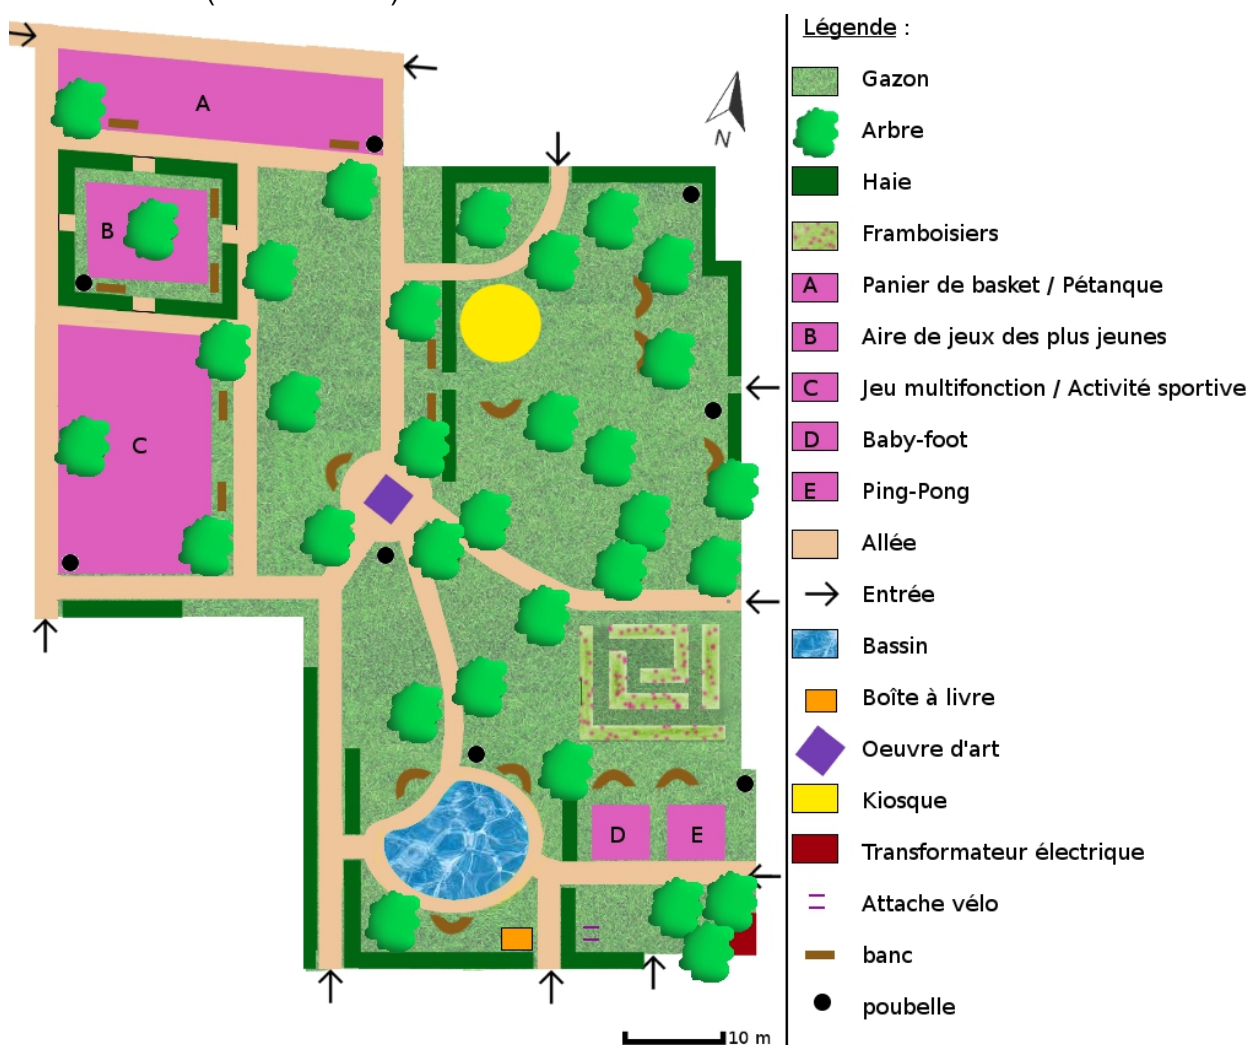 A
B
C
D
E
N
10 m
Légende :
Gazon
Arbre
Haie
Framboisiers
A Panier de basket / Pétanque
B Aire de jeux des plus jeunes
C Jeu multifonction / Activité sportive
D Baby-foot
E Ping-Pong
Allée
Entrée
Bassin
Boîte à livre
Oeuvre d'art
Kiosque
Transformateur électrique
Attache vélo
banc
poubelle